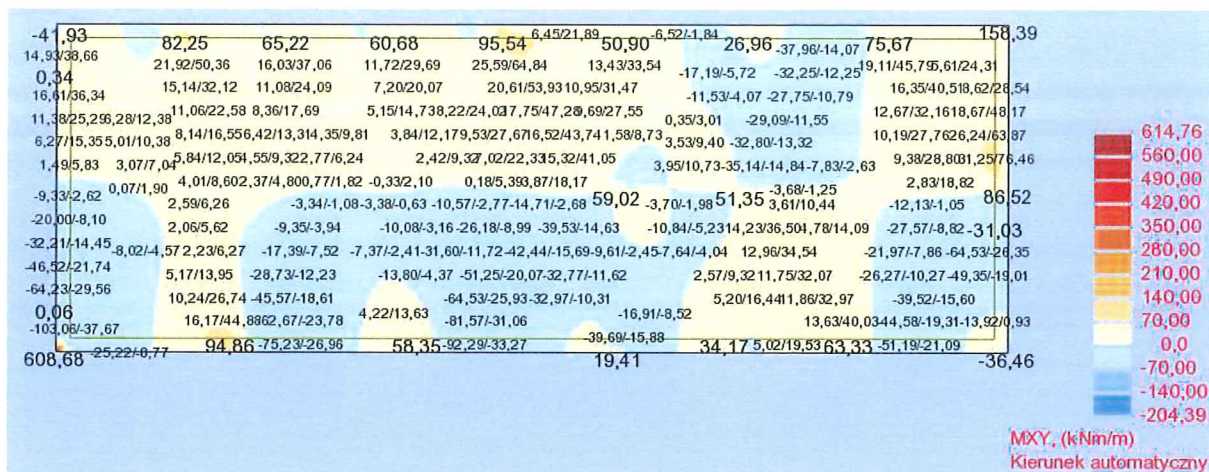 -41,93 6,45/21,89 -6,52/-1,84 158,39
82,25 65,22 60,68 95,54 50,90 26,96 -37,96/-14,07 75,67
14,93/38,66
21,92/50,36 16,03/37,06 11,72/29,69 25,59/64,84 13,43/33,54 -17,19/-5,72 -32,25/-12,25 19,11/45,79 5,61/24,31
0,34
15,14/32,12 11,08/24,09 7,20/20,07 20,61/53,93 10,95/31,47 16,35/40,51 8,62/28,54
16,61/36,34 -11,53/-4,07 -27,75/-10,79
11,06/22,58 8,36/17,69 5,15/14,73 8,22/24,02 17,75/47,28 9,69/27,55 12,67/32,16 18,67/48,17
11,38/25,29 6,28/12,38 0,35/3,01 -29,09/-11,55
8,14/16,55 6,42/13,31 4,35/9,81 3,84/12,17 9,53/27,67 16,52/43,74 1,58/8,73 10,19/27,76 26,24/63,87
6,27/15,35 5,01/10,38 3,53/9,40 -32,80/-13,32
5,84/12,05 4,55/9,32 2,77/6,24 2,42/9,32 7,02/22,33 15,32/41,05 9,38/28,80 31,25/76,46
1,49/5,83 3,07/7,04 3,95/10,73 -35,14/-14,84 -7,83/-2,63
4,01/8,60 2,37/4,80 0,77/1,82 -0,33/2,10 0,18/5,39 3,87/18,17 2,83/18,82
0,07/1,90 -3,68/-1,25
-9,33/-2,62 59,02 51,35 86,52
2,59/6,26 -3,34/-1,08 -3,38/-0,63 -10,57/-2,77 -14,71/-2,68 -3,70/-1,98 3,61/10,44 -12,13/-1,05
-20,00/-8,10
2,06/5,62 -9,35/-3,94 -10,08/-3,16 -26,18/-8,99 -39,53/-14,63 -10,84/-5,23 14,23/36,50 4,78/14,09 -27,57/-8,82 -31,03
-32,21/-14,45
-8,02/-4,57 2,23/6,27 -17,39/-7,52 -7,37/-2,41 -31,60/-11,72 -42,44/-15,69 -9,61/-2,45 -7,64/-4,04 12,96/34,54 -21,97/-7,86 -64,53/-26,35
-46,52/-21,74
5,17/13,95 -28,73/-12,23 -13,80/-4,37 -51,25/-20,07 -32,77/-11,62 2,57/9,32 11,75/32,07 -26,27/-10,27 -49,35/-19,01
-64,23/-29,56
10,24/26,74 -45,57/-18,61 -64,53/-25,93 -32,97/-10,31 5,20/16,44 11,86/32,97 -39,52/-15,60
0,06 4,22/13,63 -16,91/-8,52
-103,06/-37,67 16,17/44,88 -81,57/-31,06 13,63/40,03 -44,58/-19,31 -13,92/0,93
-39,69/-15,88
-25,22/-8,77 94,86 -75,23/-26,96 58,35 -92,29/-33,27 34,17 5,02/19,53 63,33 -51,19/-21,09
608,68 19,41 -36,46
614,76
560,00
490,00
420,00
350,00
280,00
210,00
140,00
70,00
0,0
-70,00
-140,00
-204,39
MXY, (kNm/m)
Kierunek automatyczny